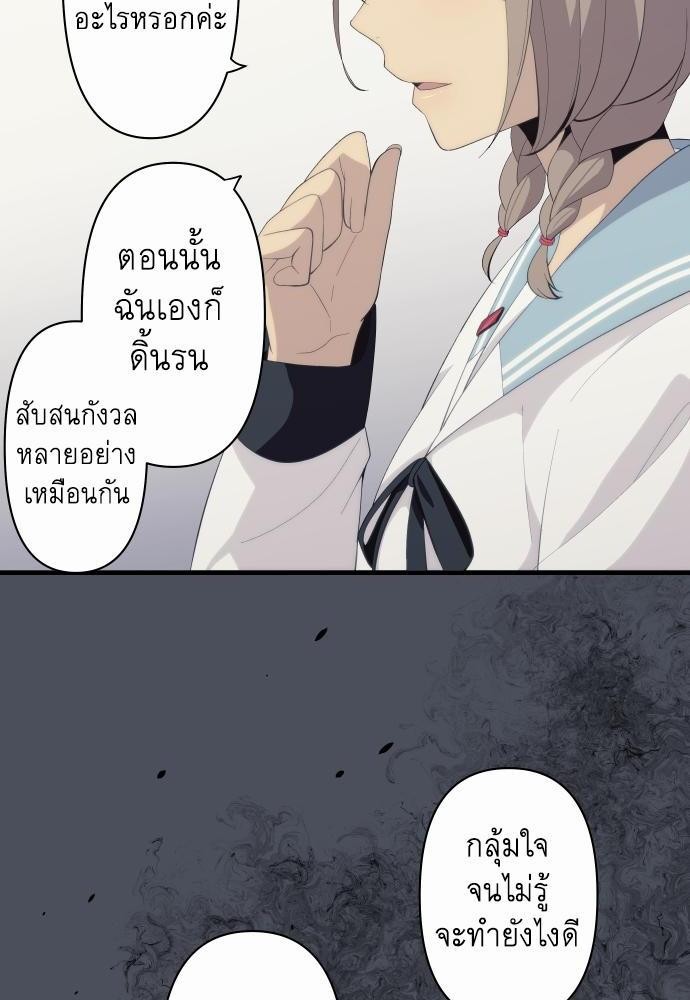 อะไรหรอกค่ะ
ตอนนั้น
ฉันเองก็
ดิ้นรน
สับสนกังวล
หลายอย่าง
เหมือนกัน
กลุ้มใจ
จนไม่รู้
จะทำยังไงดี